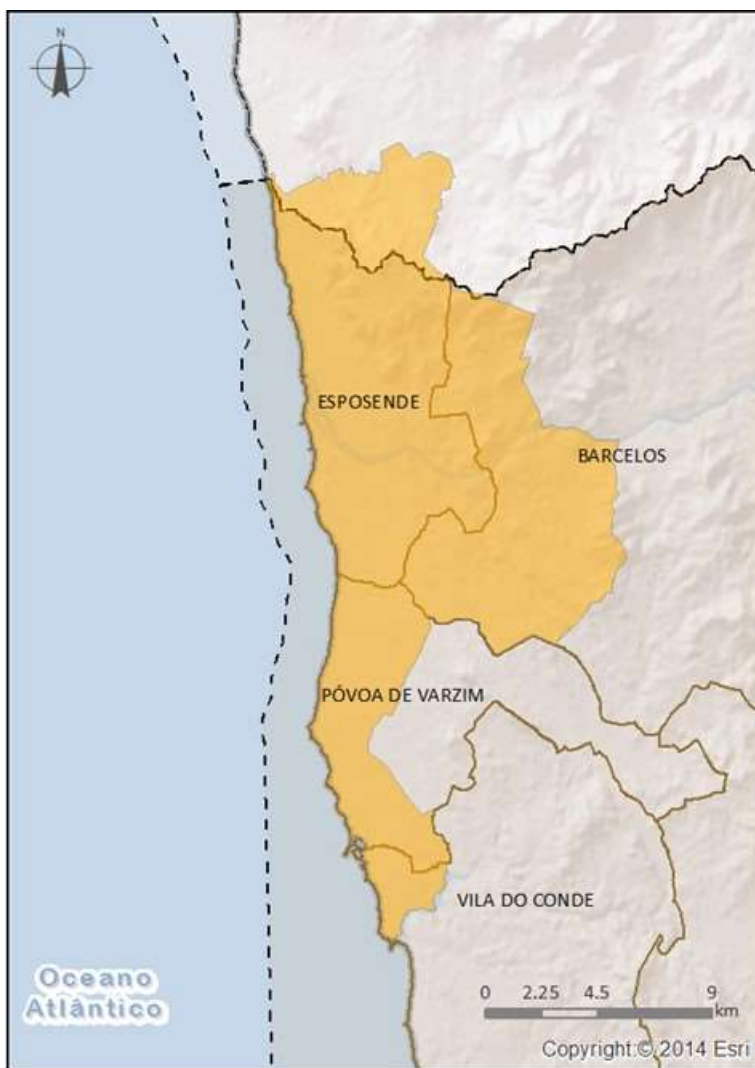 N
ESPOSENDE
BARCELOS
PÓVOA DE VARZIM
VILA DO CONDE
Oceano
Atlântico
0 2.25 4.5 9
km
Copyright:© 2014 Esri